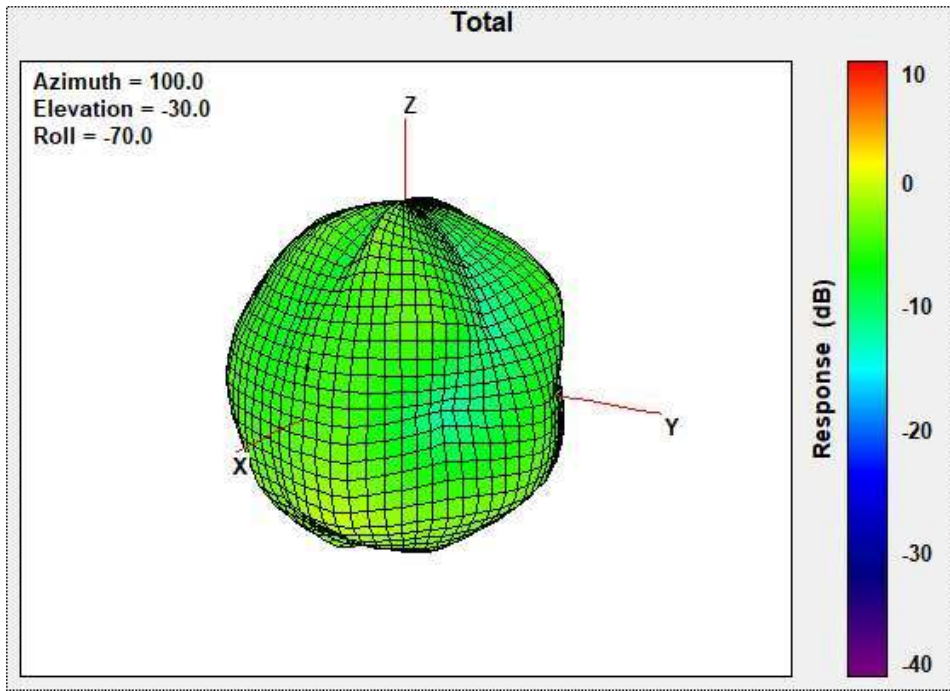 Total
Azimuth = 100.0
Elevation = -30.0
Roll = -70.0
Z
Y
X
10
0
-10
-20
-30
-40
Response (dB)